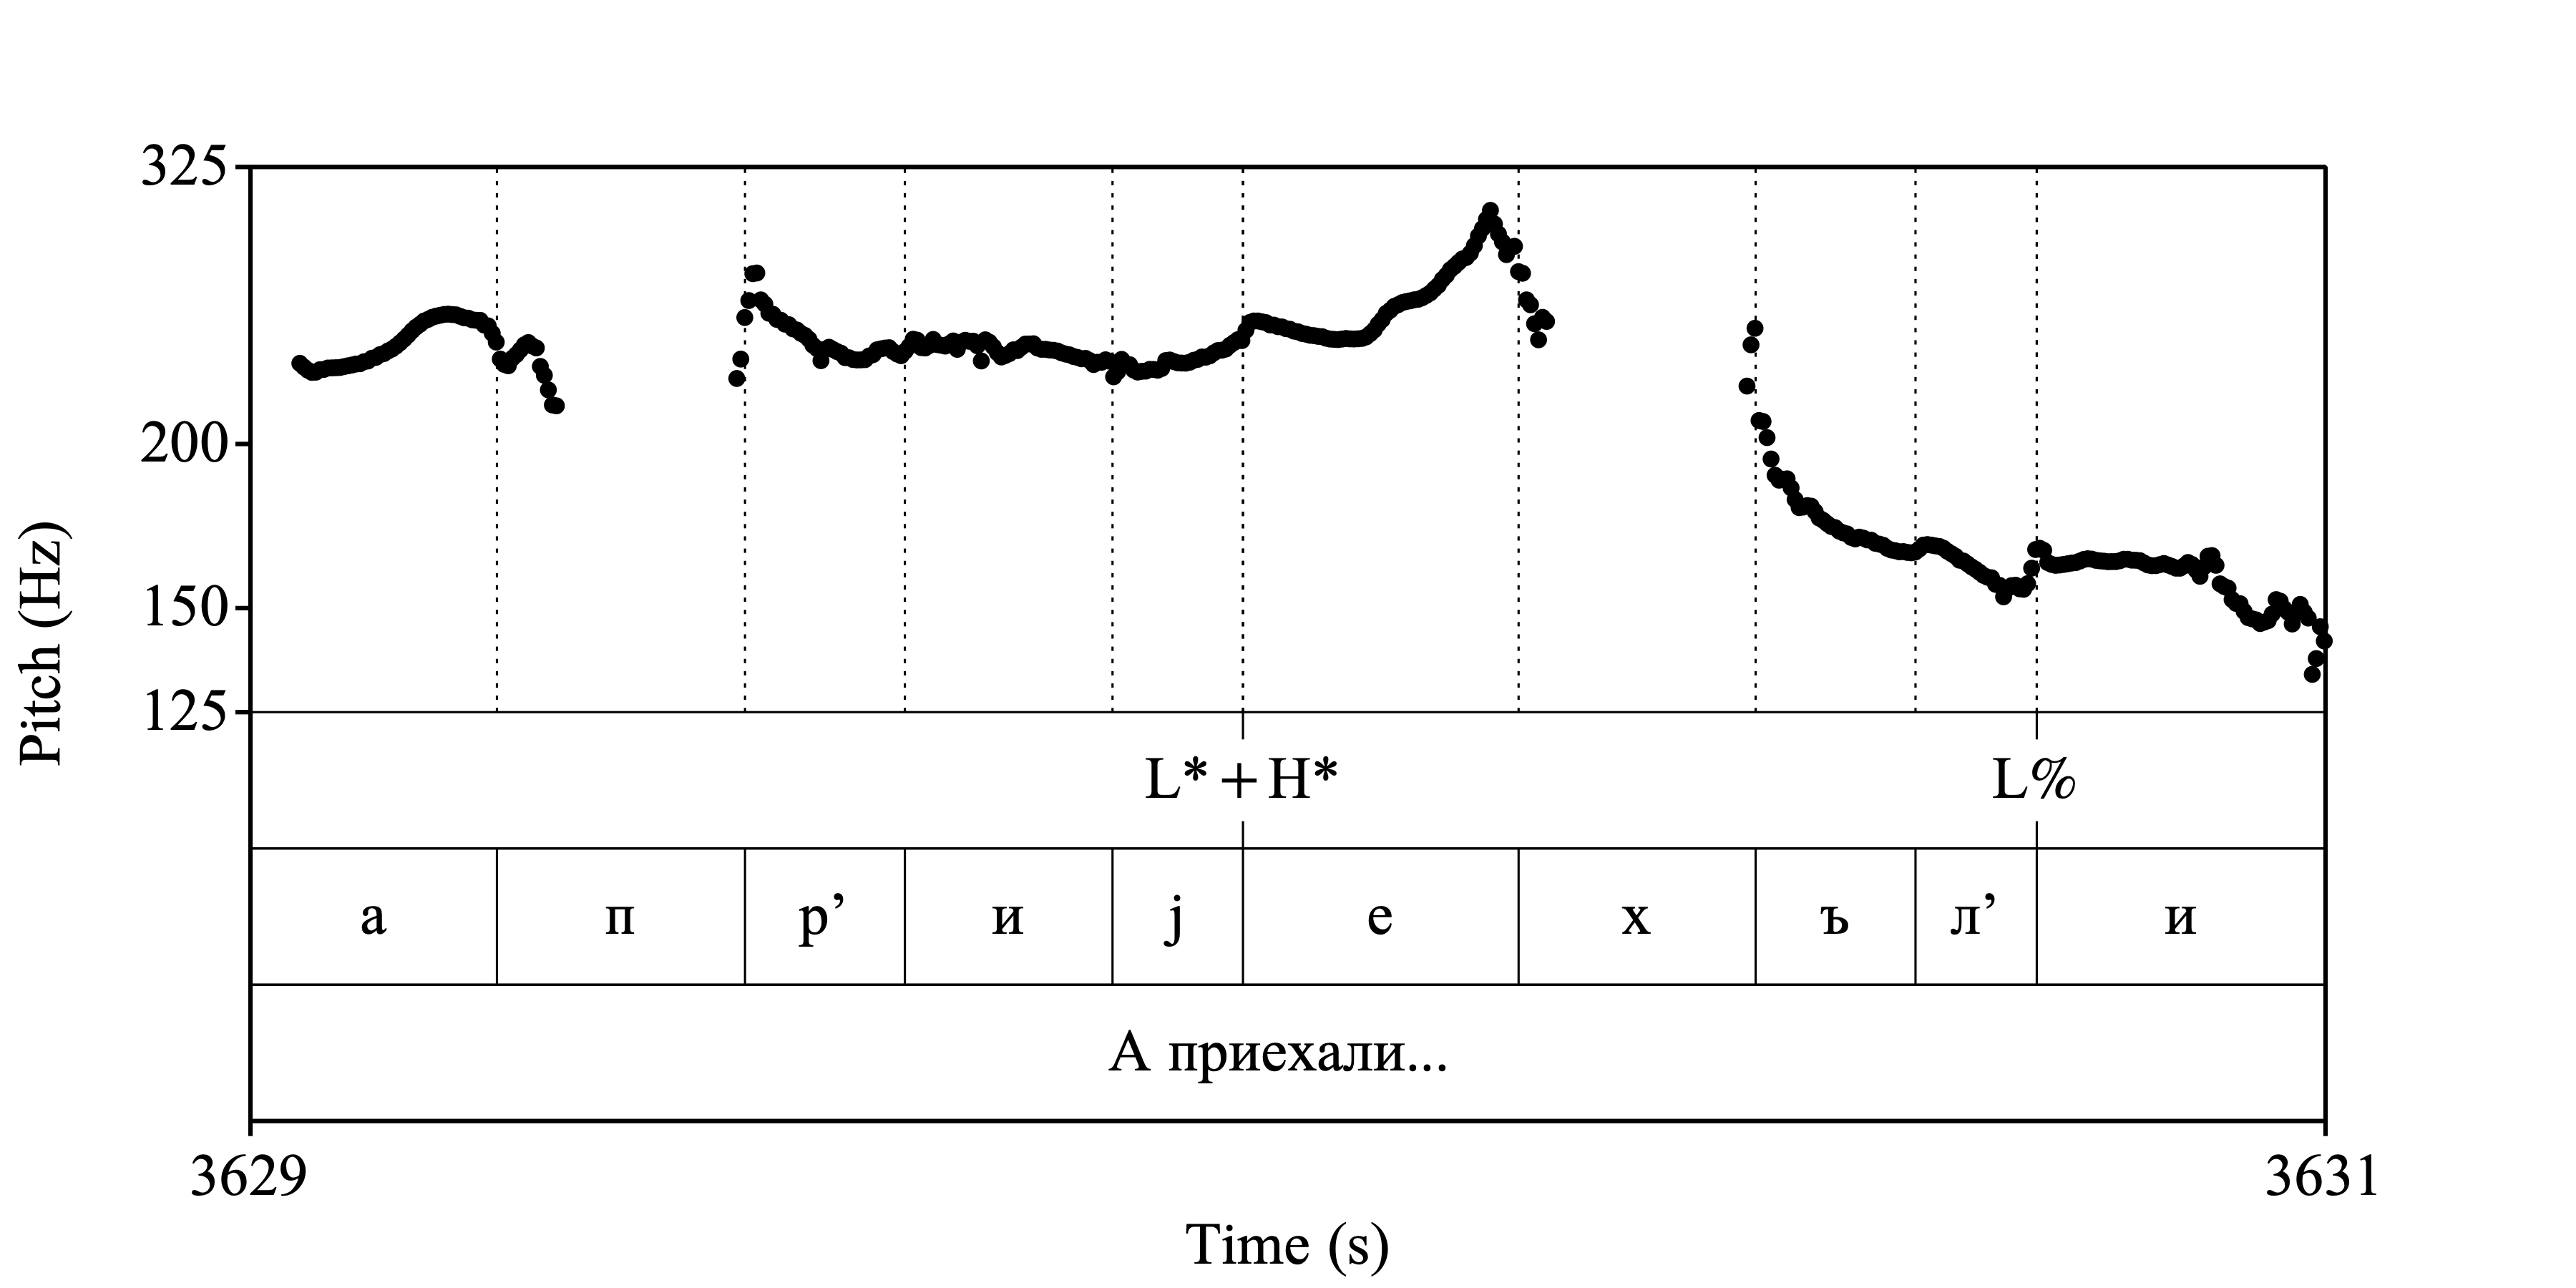 325
200
150
125
Pitch (Hz)
L* + H* L%
а п р’ и j е х ъ л’ и
А приехали...
3629 3631
Time (s)